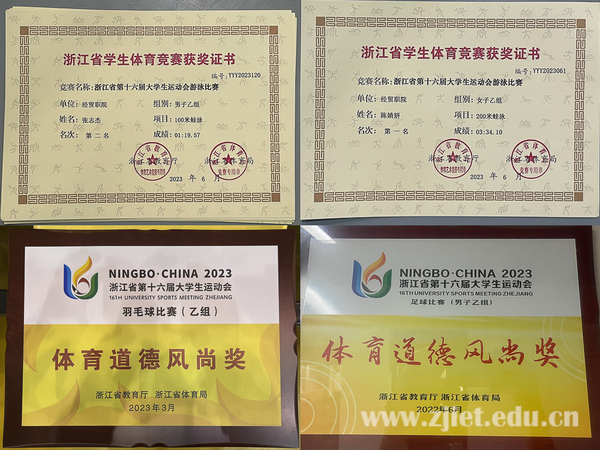 浙江省学生体育竞赛获奖证书
编号:YYY2023120
竞赛名称:浙江省第十六届大学生运动会游泳比赛
单位:经贸职院 组别:男子乙组
姓名:张志杰 项目:100米蛙泳
名次:第二名 成绩:01:19.57
2023 年 6 月
浙江省学生体育竞赛获奖证书
编号:YYY2023061
竞赛名称:浙江省第十六届大学生运动会游泳比赛
单位:经贸职院 组别:女子乙组
姓名:陈婧妍 项目:200米蛙泳
名次:第一名 成绩:03:34.10
2023 年 6 月
NINGBO·CHINA 2023
浙江省第十六届大学生运动会
16TH UNIVERSITY SPORTS MEETING ZHEJIANG
羽毛球比赛(乙组)
体育道德风尚奖
浙江省教育厅 浙江省体育局
2023年3月
NINGBO·CHINA 2023
浙江省第十六届大学生运动会
16TH UNIVERSITY SPORTS MEETING ZHEJIANG
足球比赛(男子乙组)
体育道德风尚奖
浙江省教育厅 浙江省体育局
2022年6月
www.zjiet.edu.cn